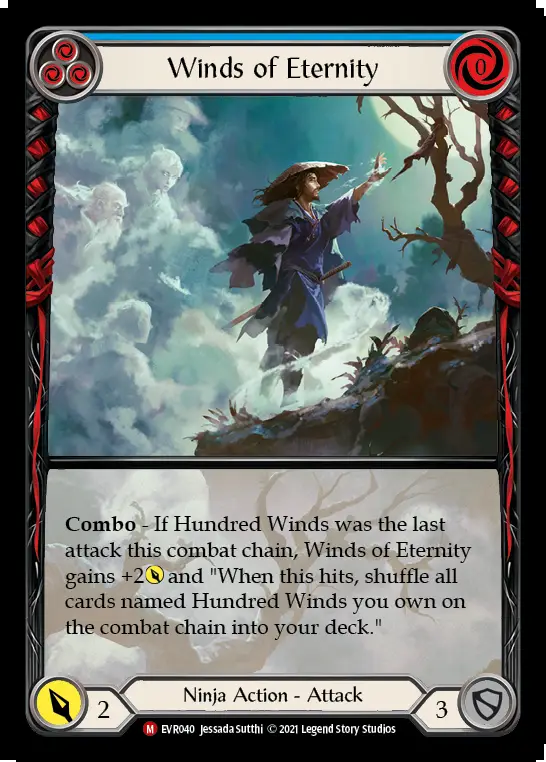 Winds of Eternity
0
Combo - If Hundred Winds was the last
attack this combat chain, Winds of Eternity
gains +2 and "When this hits, shuffle all
cards named Hundred Winds you own on
the combat chain into your deck."
2
Ninja Action - Attack
3
M EVR040 Jessada Sutthi © 2021 Legend Story Studios